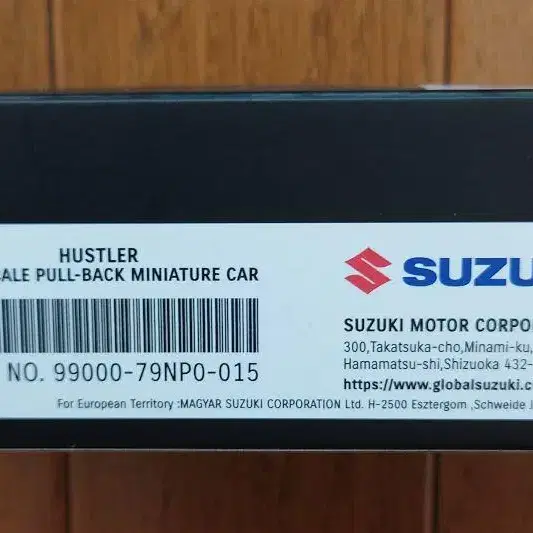 HUSTLER
PULL-BACK MINIATURE CAR
NO. 99000-79NP0-015
SUZU
SUZUKI MOTOR CORPO
300,Takatsuka-cho,Minami-ku,
Hamamatsu-shi,Shizuoka 432-
https://www.globalsuzuki.c
For European Territory :MAGYAR SUZUKI CORPORATION Ltd. H-2500 Esztergom ,Schweide